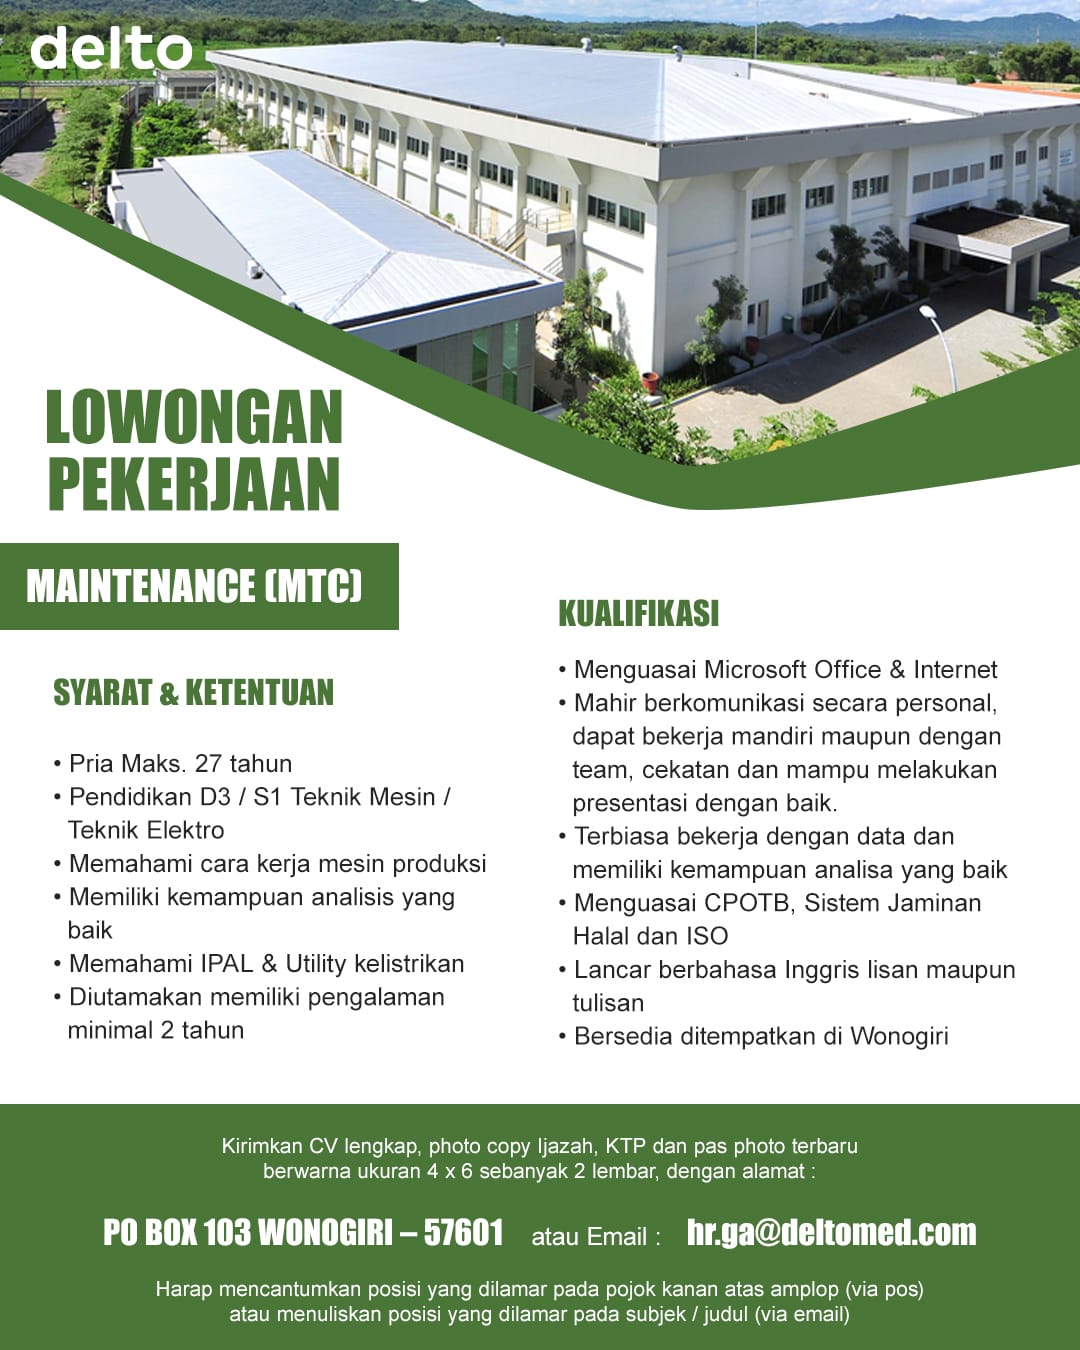 delto
LOWONGAN
PEKERJAAN
MAINTENANCE (MTC)
SYARAT & KETENTUAN
• Pria Maks. 27 tahun
• Pendidikan D3 / S1 Teknik Mesin /
Teknik Elektro
• Memahami cara kerja mesin produksi
• Memiliki kemampuan analisis yang
baik
• Memahami IPAL & Utility kelistrikan
• Diutamakan memiliki pengalaman
minimal 2 tahun
KUALIFIKASI
• Menguasai Microsoft Office & Internet
• Mahir berkomunikasi secara personal,
dapat bekerja mandiri maupun dengan
team, cekatan dan mampu melakukan
presentasi dengan baik.
• Terbiasa bekerja dengan data dan
memiliki kemampuan analisa yang baik
• Menguasai CPOTB, Sistem Jaminan
Halal dan ISO
• Lancar berbahasa Inggris lisan maupun
tulisan
• Bersedia ditempatkan di Wonogiri
Kirimkan CV lengkap, photo copy Ijazah, KTP dan pas photo terbaru
berwarna ukuran 4 x 6 sebanyak 2 lembar, dengan alamat :
PO BOX 103 WONOGIRI – 57601 atau Email : hr.ga@deltomed.com
Harap mencantumkan posisi yang dilamar pada pojok kanan atas amplop (via pos)
atau menuliskan posisi yang dilamar pada subjek / judul (via email)